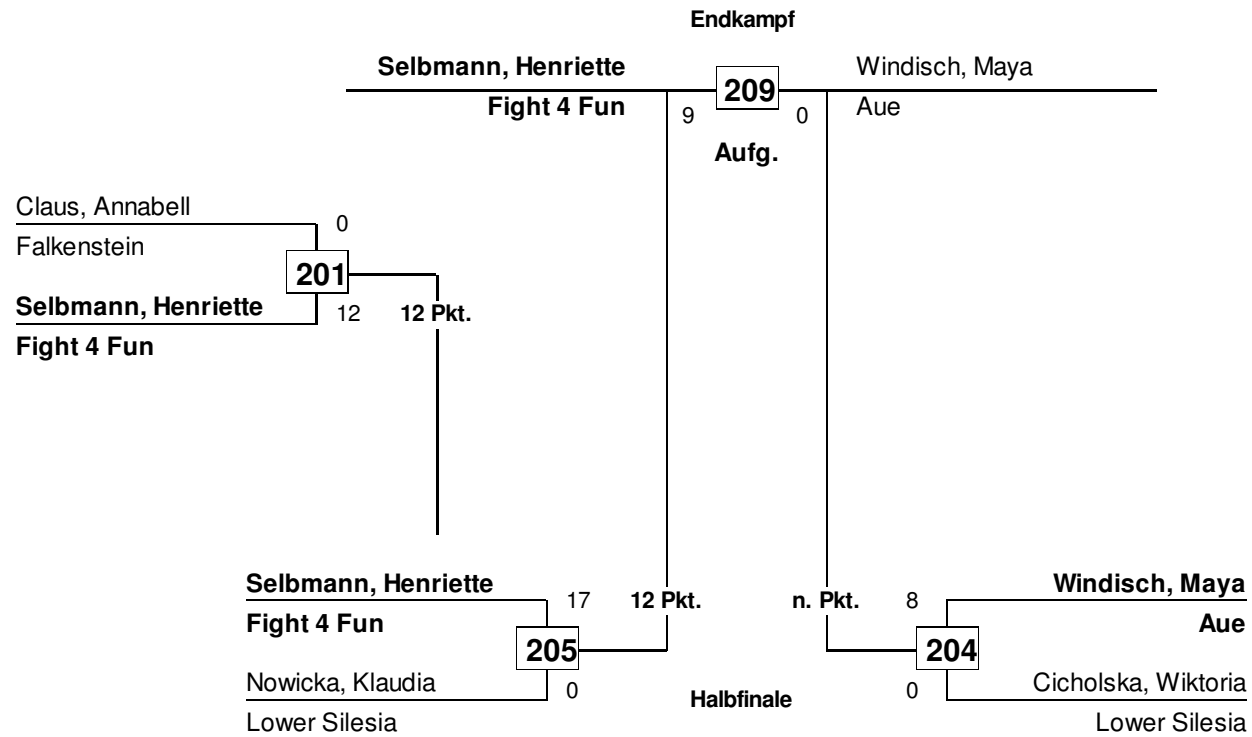 Endkampf
Selbmann, Henriette
Fight 4 Fun
9
209
0
Aufg.
Windisch, Maya
Aue
Claus, Annabell
Falkenstein
0
201
Selbmann, Henriette
Fight 4 Fun
12
12 Pkt.
Selbmann, Henriette
Fight 4 Fun
17
12 Pkt.
205
Nowicka, Klaudia
Lower Silesia
0
Halbfinale
n. Pkt.
8
Windisch, Maya
Aue
204
0
Cicholska, Wiktoria
Lower Silesia